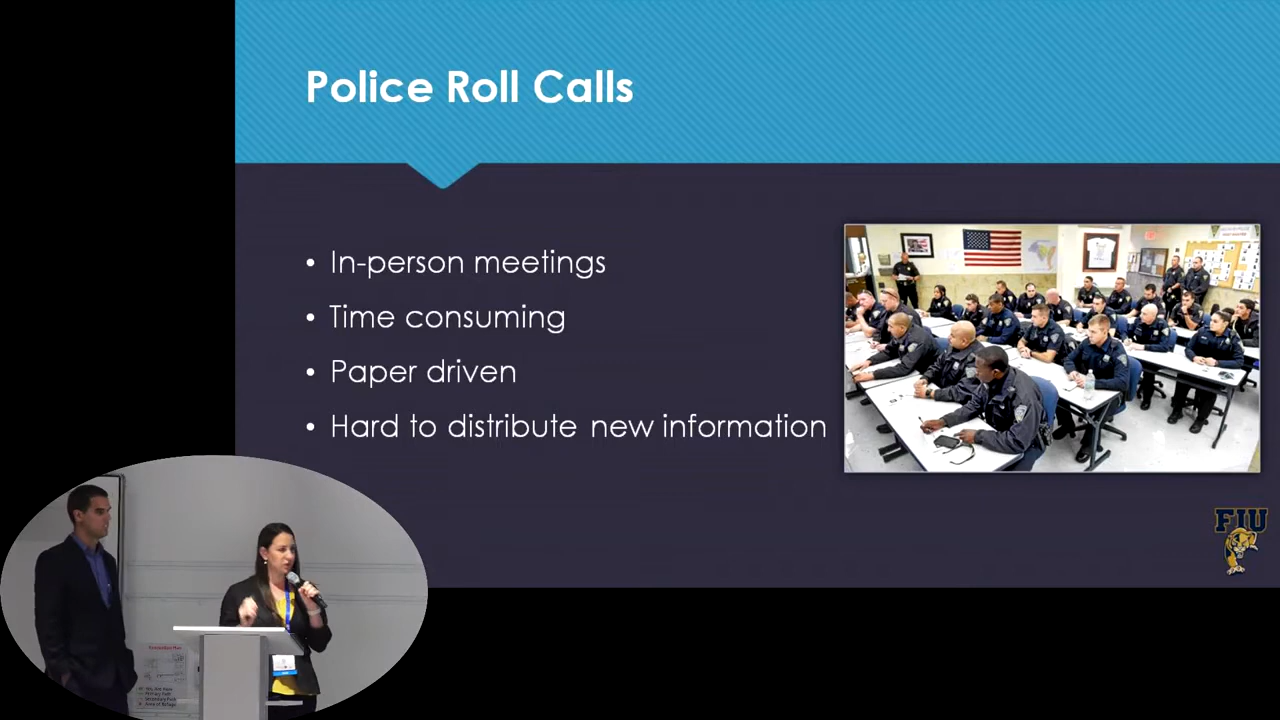 Police Roll Calls
• In-person meetings
• Time consuming
• Paper driven
• Hard to distribute new information
FIU